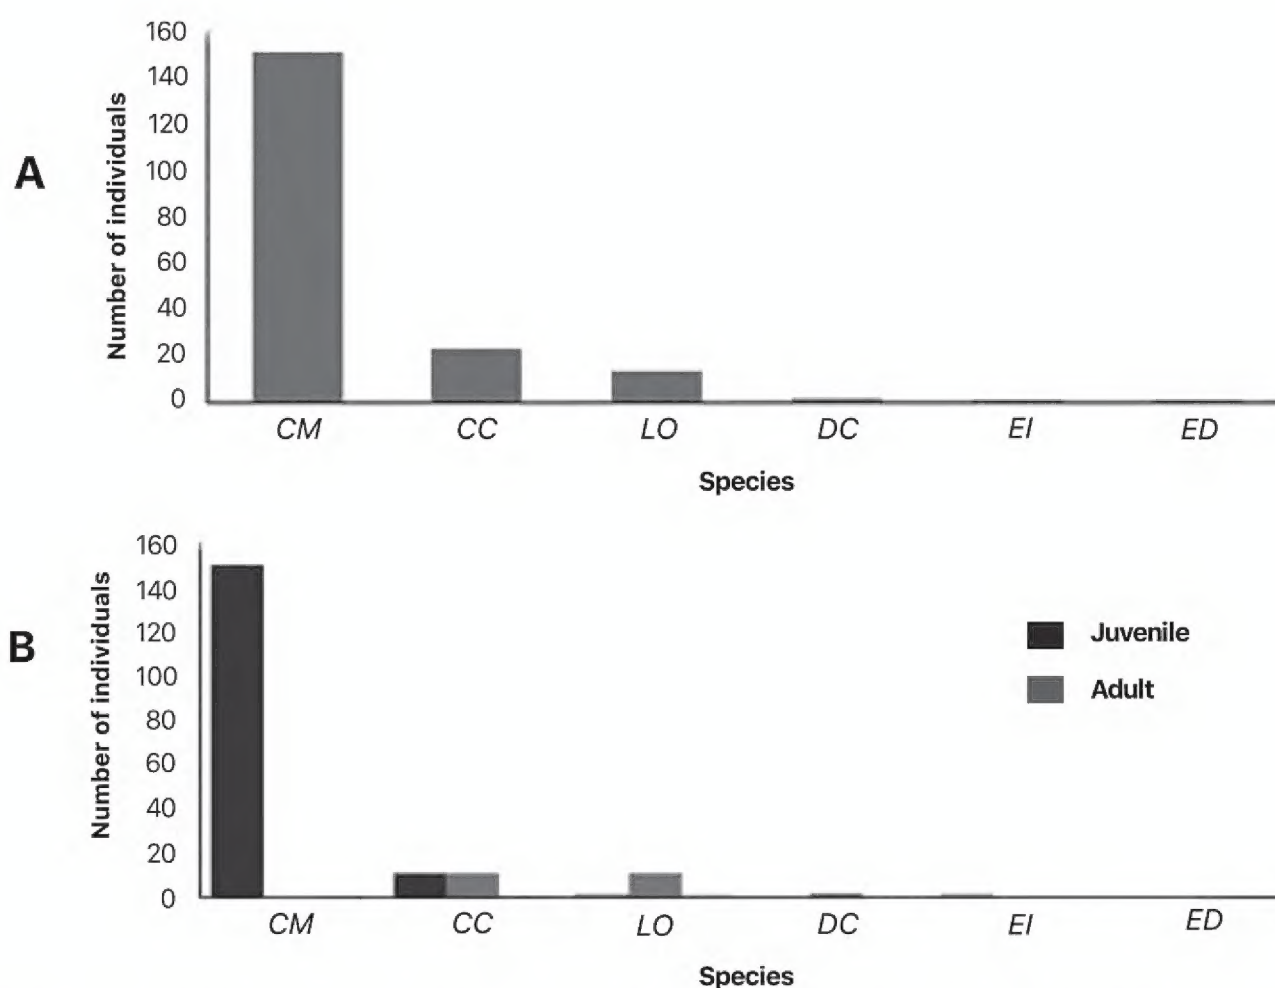 A
Number of individuals
160
140
120
100
80
60
40
20
0
CM CC LO DC EI ED
Species
B
Number of individuals
160
140
120
100
80
60
40
20
0
Juvenile
Adult
CM CC LO DC EI ED
Species